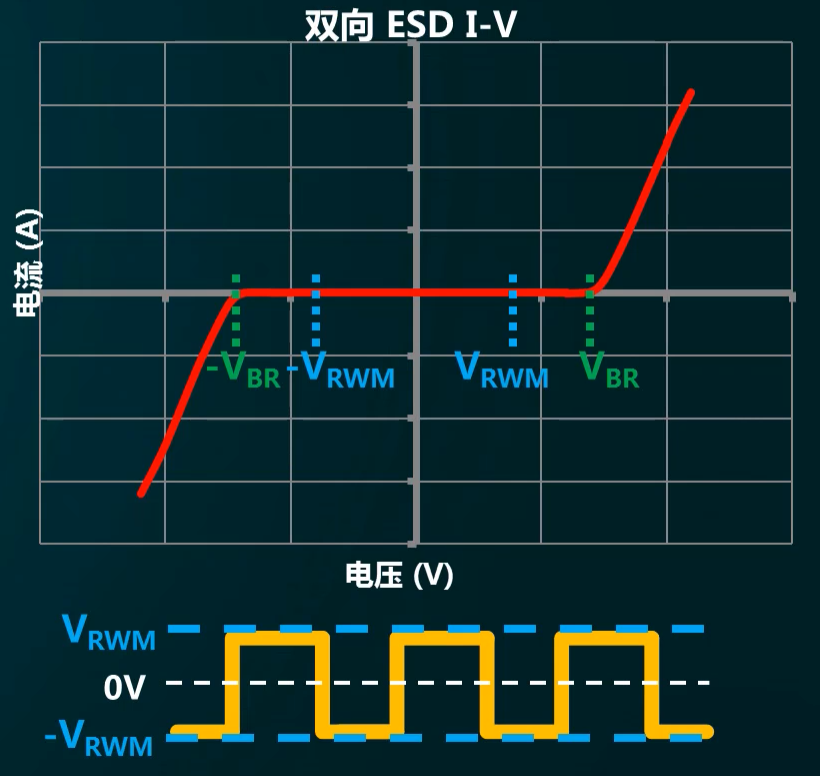 双向 ESD I-V
电流 (A)
-VBR -VRWM VRWM VBR
电压 (V)
VRWM
0V
-VRWM